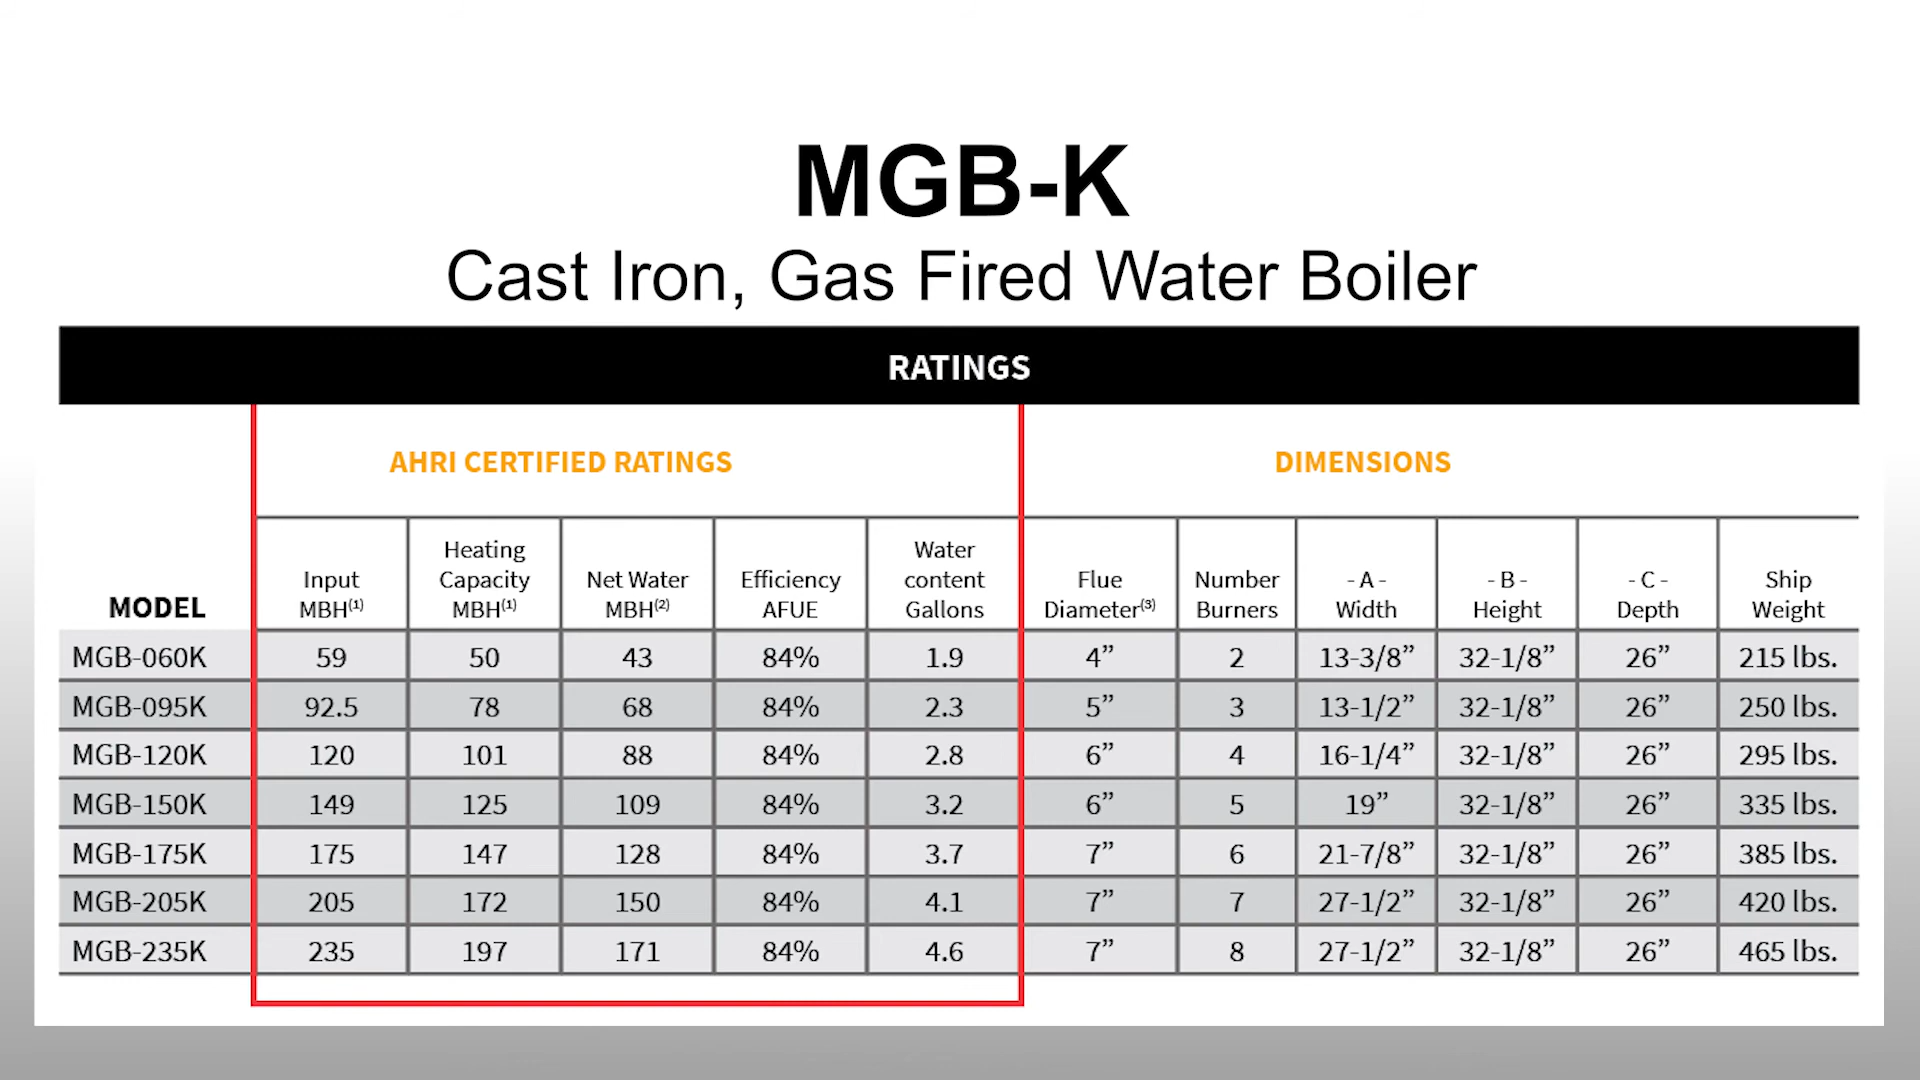 MGB-K
Cast Iron, Gas Fired Water Boiler
RATINGS
AHRI CERTIFIED RATINGS DIMENSIONS
MODEL Input MBH(1) Heating Capacity MBH(1) Net Water MBH(2) Efficiency AFUE Water content Gallons Flue Diameter(3) Number Burners - A - Width - B - Height - C - Depth Ship Weight
MGB-060K 59 50 43 84% 1.9 4” 2 13-3/8” 32-1/8” 26” 215 lbs.
MGB-095K 92.5 78 68 84% 2.3 5” 3 13-1/2” 32-1/8” 26” 250 lbs.
MGB-120K 120 101 88 84% 2.8 6” 4 16-1/4” 32-1/8” 26” 295 lbs.
MGB-150K 149 125 109 84% 3.2 6” 5 19” 32-1/8” 26” 335 lbs.
MGB-175K 175 147 128 84% 3.7 7” 6 21-7/8” 32-1/8” 26” 385 lbs.
MGB-205K 205 172 150 84% 4.1 7” 7 27-1/2” 32-1/8” 26” 420 lbs.
MGB-235K 235 197 171 84% 4.6 7” 8 27-1/2” 32-1/8” 26” 465 lbs.